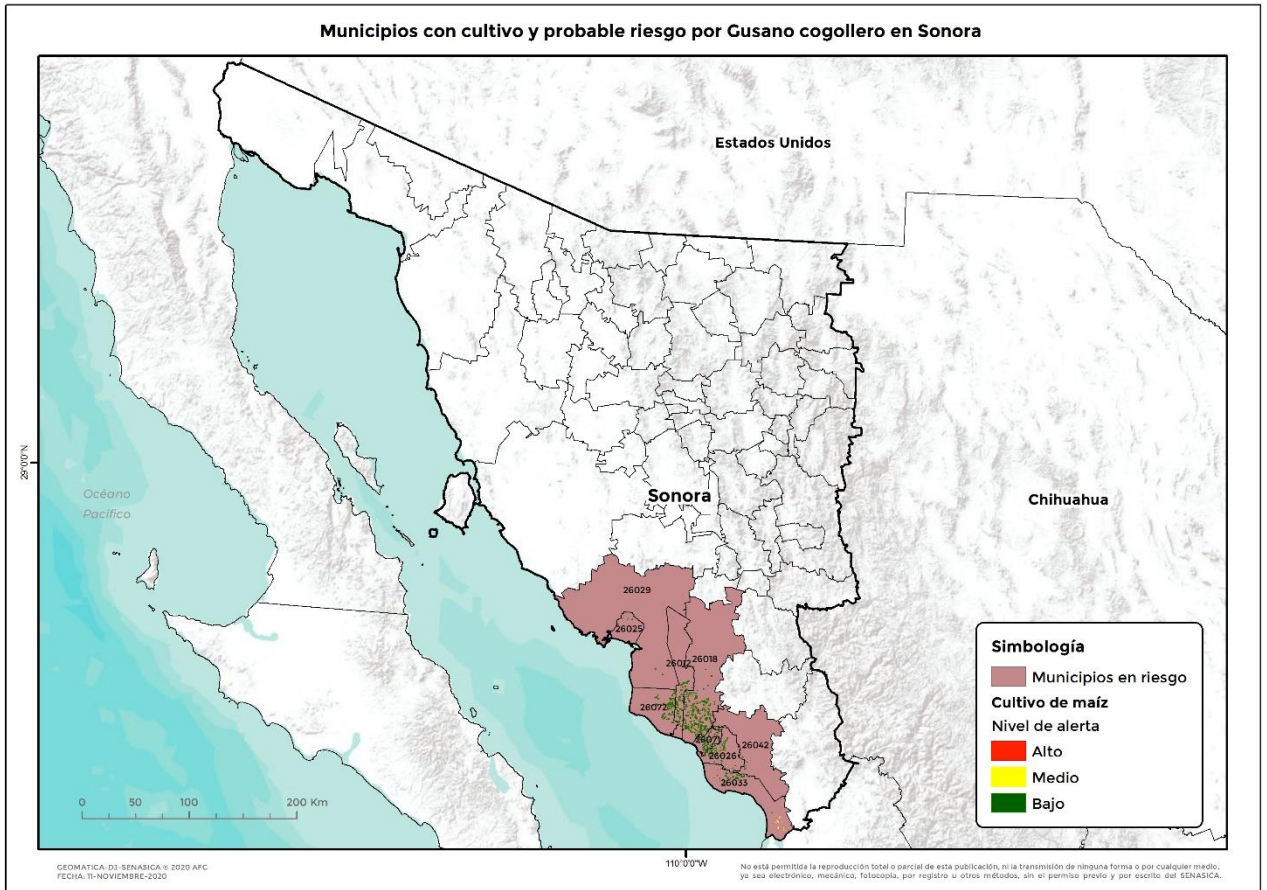 Municipios con cultivo y probable riesgo por Gusano cogollero en Sonora
Estados Unidos
29°0'0"N
Océano
Pacífico
Sonora
Chihuahua
26029
26025
26012
26018
26072
26071
26042
26026
26033
Simbología
Municipios en riesgo
Cultivo de maíz
Nivel de alerta
Alto
Medio
Bajo
0 50 100 200 Km
110°0'0"W
GEOMATICA-DJ-SENASICA © 2020 AFC
FECHA: 11-NOVIEMBRE-2020
No está permitida la reproducción total o parcial de esta publicación, ni la transmisión de ninguna forma o por cualquier medio,
ya sea electrónico, mecánico, fotocopia, por registro u otros métodos, sin el permiso previo y por escrito del SENASICA.